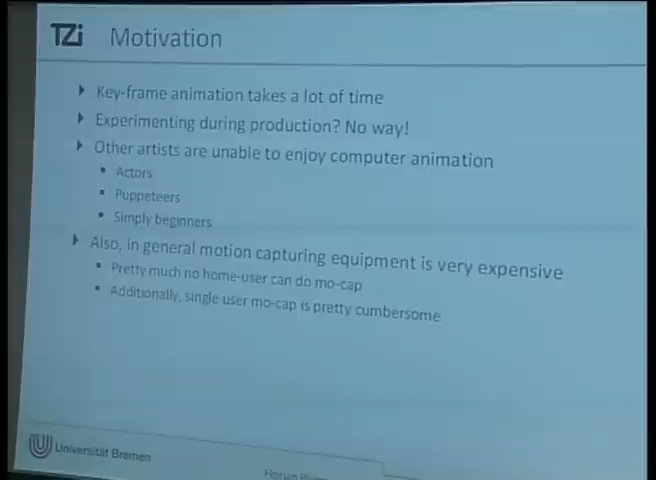 TZi Motivation
Key-frame animation takes a lot of time
Experimenting during production? No way!
Other artists are unable to enjoy computer animation
Actors
Puppeteers
Simply beginners
Also, in general motion capturing equipment is very expensive
Pretty much no home-user can do mo-cap
Additionally, single user mo-cap is pretty cumbersome
Universität Bremen